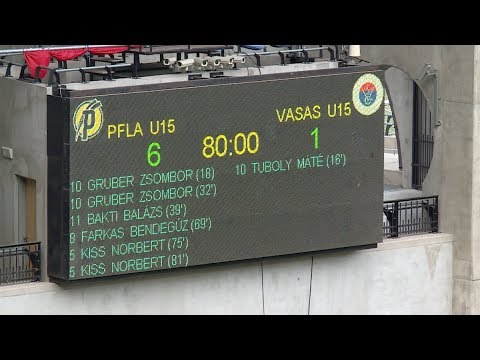 PFLA U15
VASAS U15
6 80:00 1
10 GRUBER ZSOMBOR (18) 10 TUBOLY MÁTÉ (16')
10 GRUBER ZSOMBOR (32')
11 BAKTI BALÁZS (39')
8 FARKAS BENDEGÚZ (69')
5 KISS NORBERT (75')
5 KISS NORBERT (81')